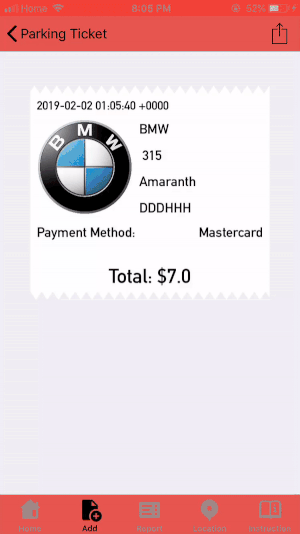 Home 8:05 PM 52%
Parking Ticket
2019-02-02 01:05:40 +0000
BMW
BMW
315
Amaranth
DDDHHH
Payment Method: Mastercard
Total: $7.0
Home Add Report Location Instruction